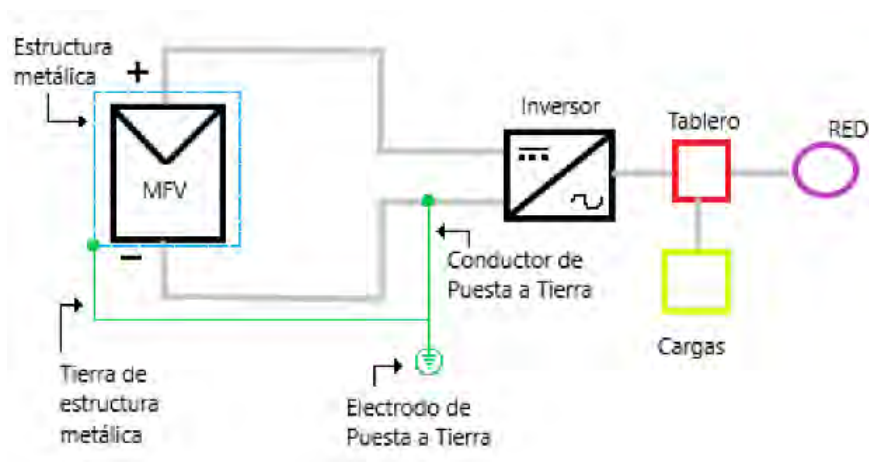 Estructura
metálica
+
MFV
−
Inversor
Tablero
RED
Conductor de
Puesta a Tierra
Cargas
Tierra de
estructura
metálica
Electrodo de
Puesta a Tierra